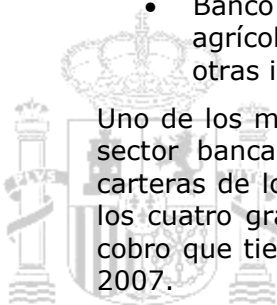 • Banco
agrícol
otras i
Uno de los m
sector banca
carteras de lo
los cuatro gra
cobro que tie
2007.